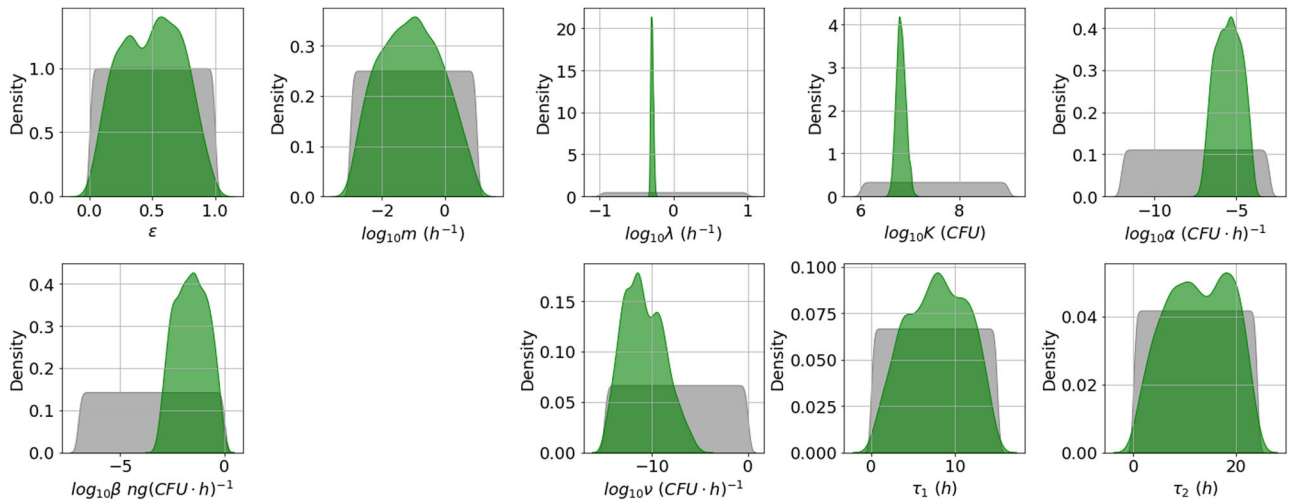 Density
1.0
0.5
0.0
0.0 0.5 1.0
ε
Density
0.3
0.2
0.1
0.0
−2 0
log₁₀m (h⁻¹)
Density
20
15
10
5
0
−1 0 1
log₁₀λ (h⁻¹)
Density
4
3
2
1
0
6 8
log₁₀K (CFU)
Density
0.4
0.3
0.2
0.1
0.0
−10 −5
log₁₀α (CFU · h)⁻¹
Density
0.4
0.3
0.2
0.1
0.0
−5 0
log₁₀β ng(CFU · h)⁻¹
Density
0.15
0.10
0.05
0.00
−10 0
log₁₀ν (CFU · h)⁻¹
Density
0.100
0.075
0.050
0.025
0.000
0 10
τ₁ (h)
Density
0.04
0.02
0.00
0 20
τ₂ (h)